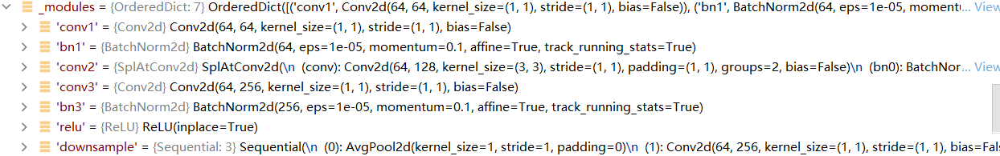 _modules = {OrderedDict: 7} OrderedDict([('conv1', Conv2d(64, 64, kernel_size=(1, 1), stride=(1, 1), bias=False)), ('bn1', BatchNorm2d(64, eps=1e-05, momentu... View
'conv1' = {Conv2d} Conv2d(64, 64, kernel_size=(1, 1), stride=(1, 1), bias=False)
'bn1' = {BatchNorm2d} BatchNorm2d(64, eps=1e-05, momentum=0.1, affine=True, track_running_stats=True)
'conv2' = {SplAtConv2d} SplAtConv2d(\n (conv): Conv2d(64, 128, kernel_size=(3, 3), stride=(1, 1), padding=(1, 1), groups=2, bias=False)\n (bn0): BatchNor... View
'conv3' = {Conv2d} Conv2d(64, 256, kernel_size=(1, 1), stride=(1, 1), bias=False)
'bn3' = {BatchNorm2d} BatchNorm2d(256, eps=1e-05, momentum=0.1, affine=True, track_running_stats=True)
'relu' = {ReLU} ReLU(inplace=True)
'downsample' = {Sequential: 3} Sequential(\n (0): AvgPool2d(kernel_size=1, stride=1, padding=0)\n (1): Conv2d(64, 256, kernel_size=(1, 1), stride=(1, 1), bias=Fal... View